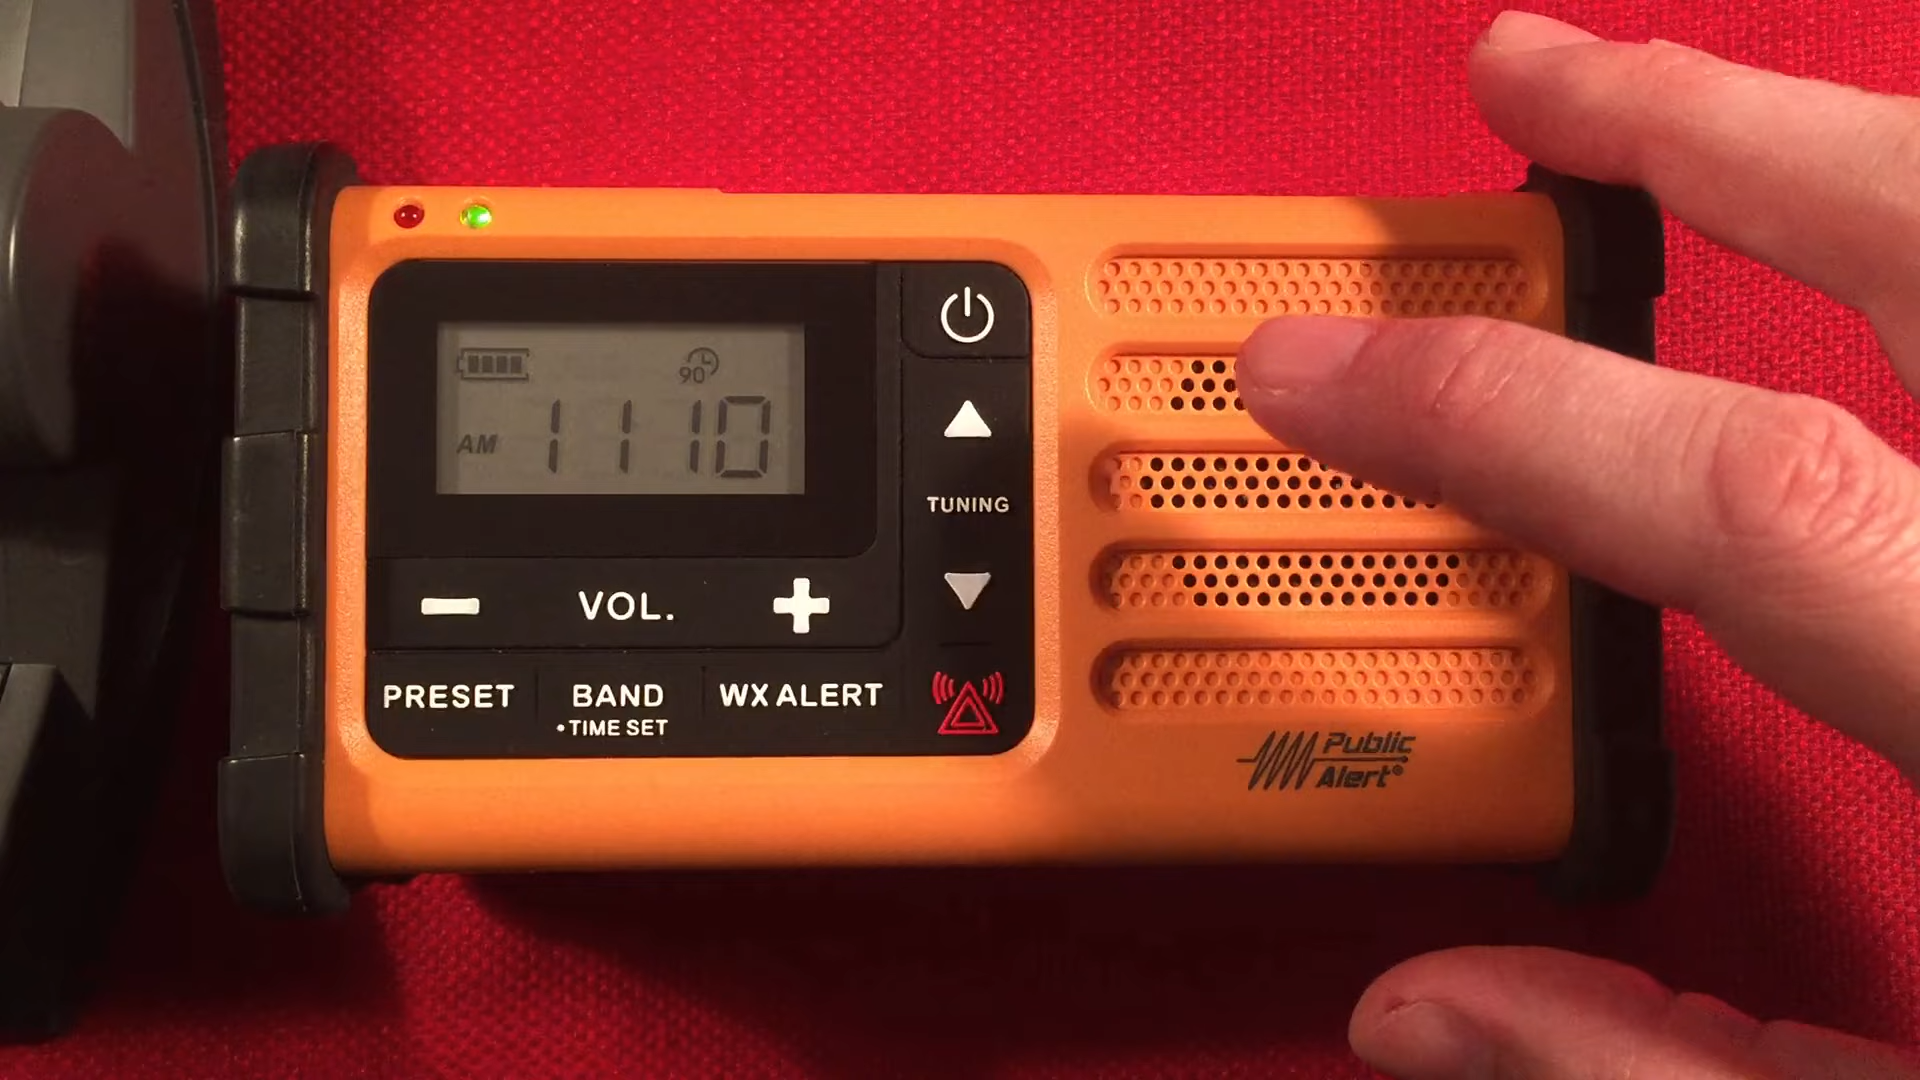 90
AM 1110
TUNING
VOL.
PRESET
BAND
WX ALERT
•TIME SET
Public
Alert®